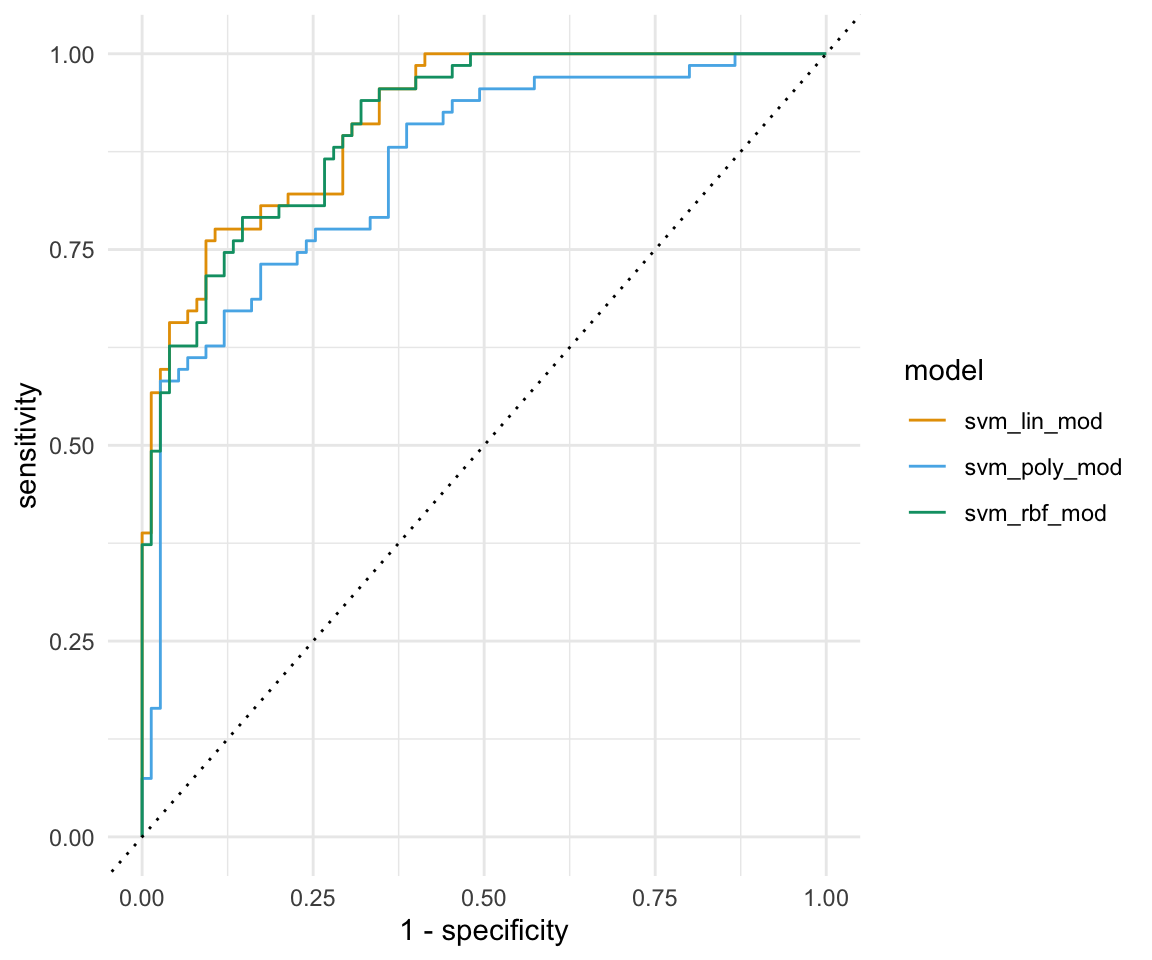 1.00
0.75
0.50
0.25
0.00
sensitivity
0.00 0.25 0.50 0.75 1.00
1 - specificity
model
svm_lin_mod
svm_poly_mod
svm_rbf_mod